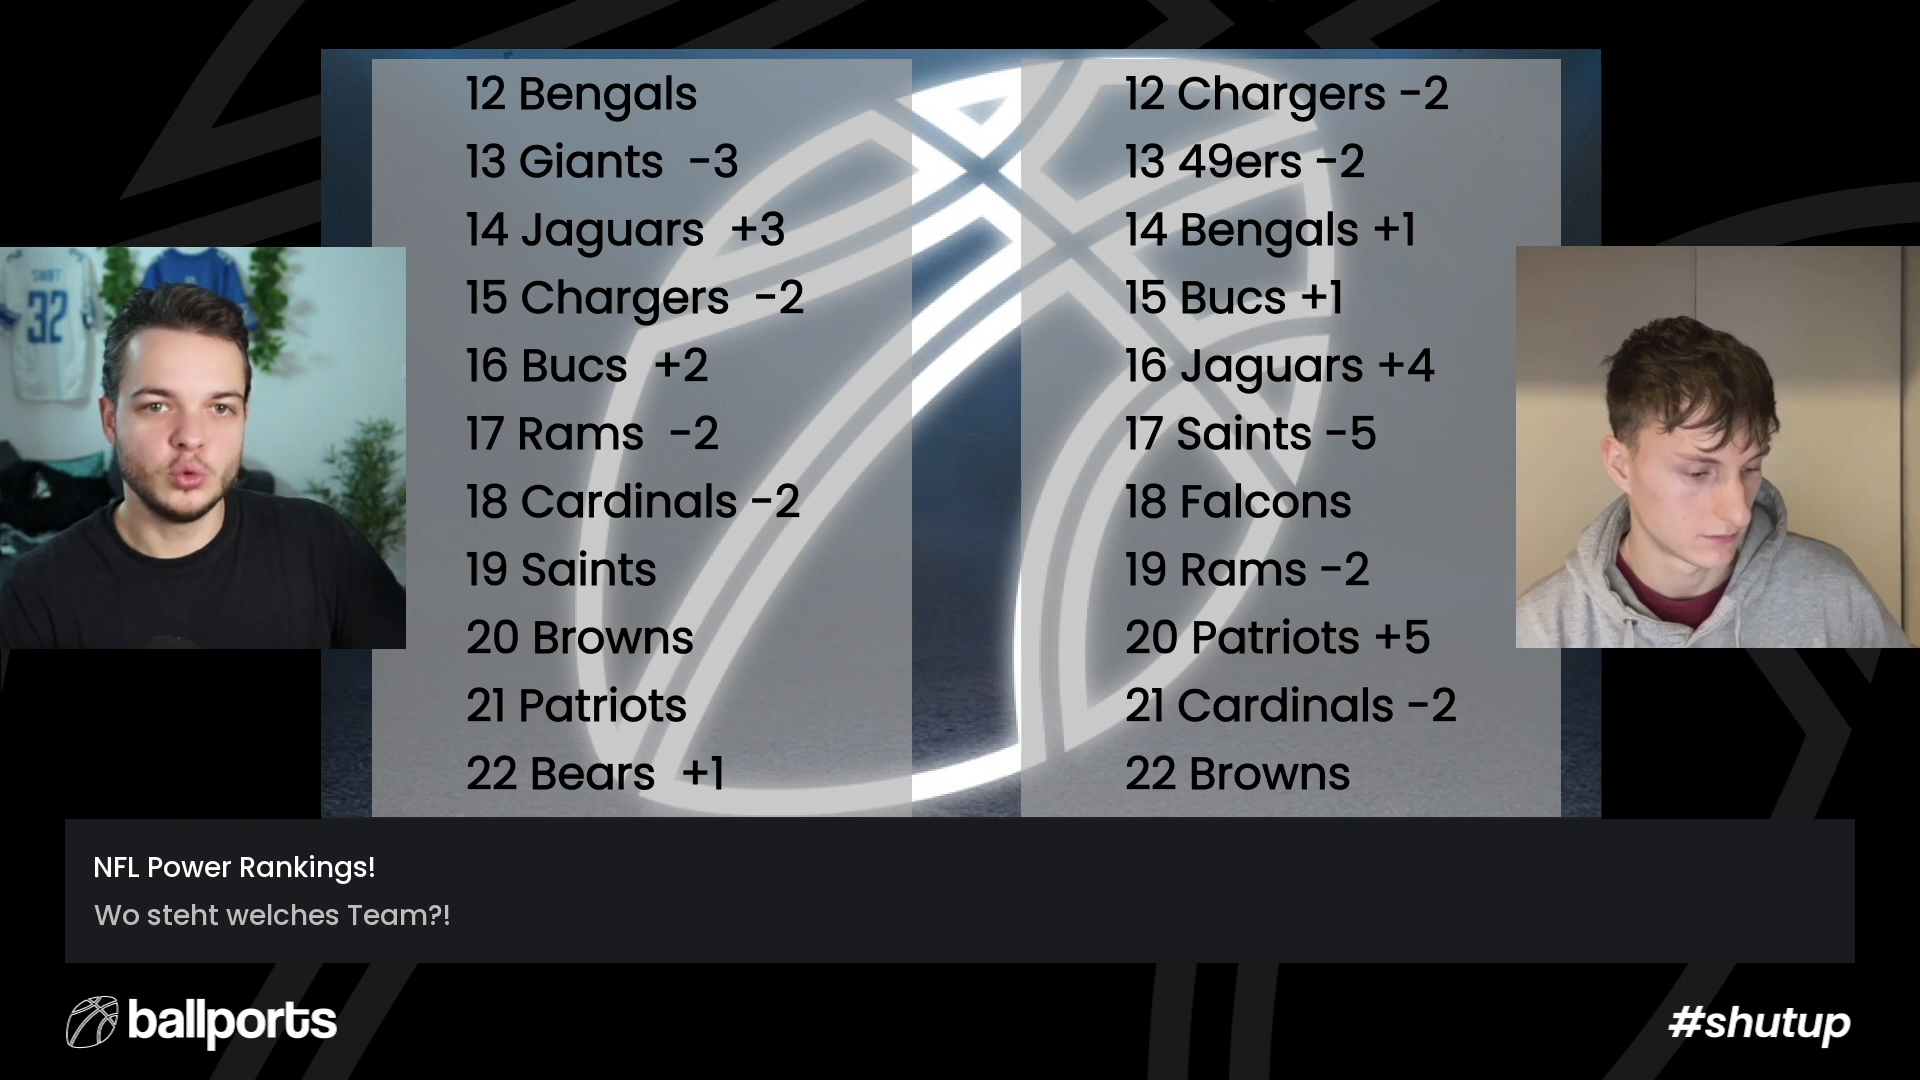 12 Bengals
13 Giants -3
14 Jaguars +3
15 Chargers -2
16 Bucs +2
17 Rams -2
18 Cardinals -2
19 Saints
20 Browns
21 Patriots
22 Bears +1
12 Chargers -2
13 49ers -2
14 Bengals +1
15 Bucs +1
16 Jaguars +4
17 Saints -5
18 Falcons
19 Rams -2
20 Patriots +5
21 Cardinals -2
22 Browns
SWIFT
32
NFL Power Rankings!
Wo steht welches Team?!
ballports
#shutup